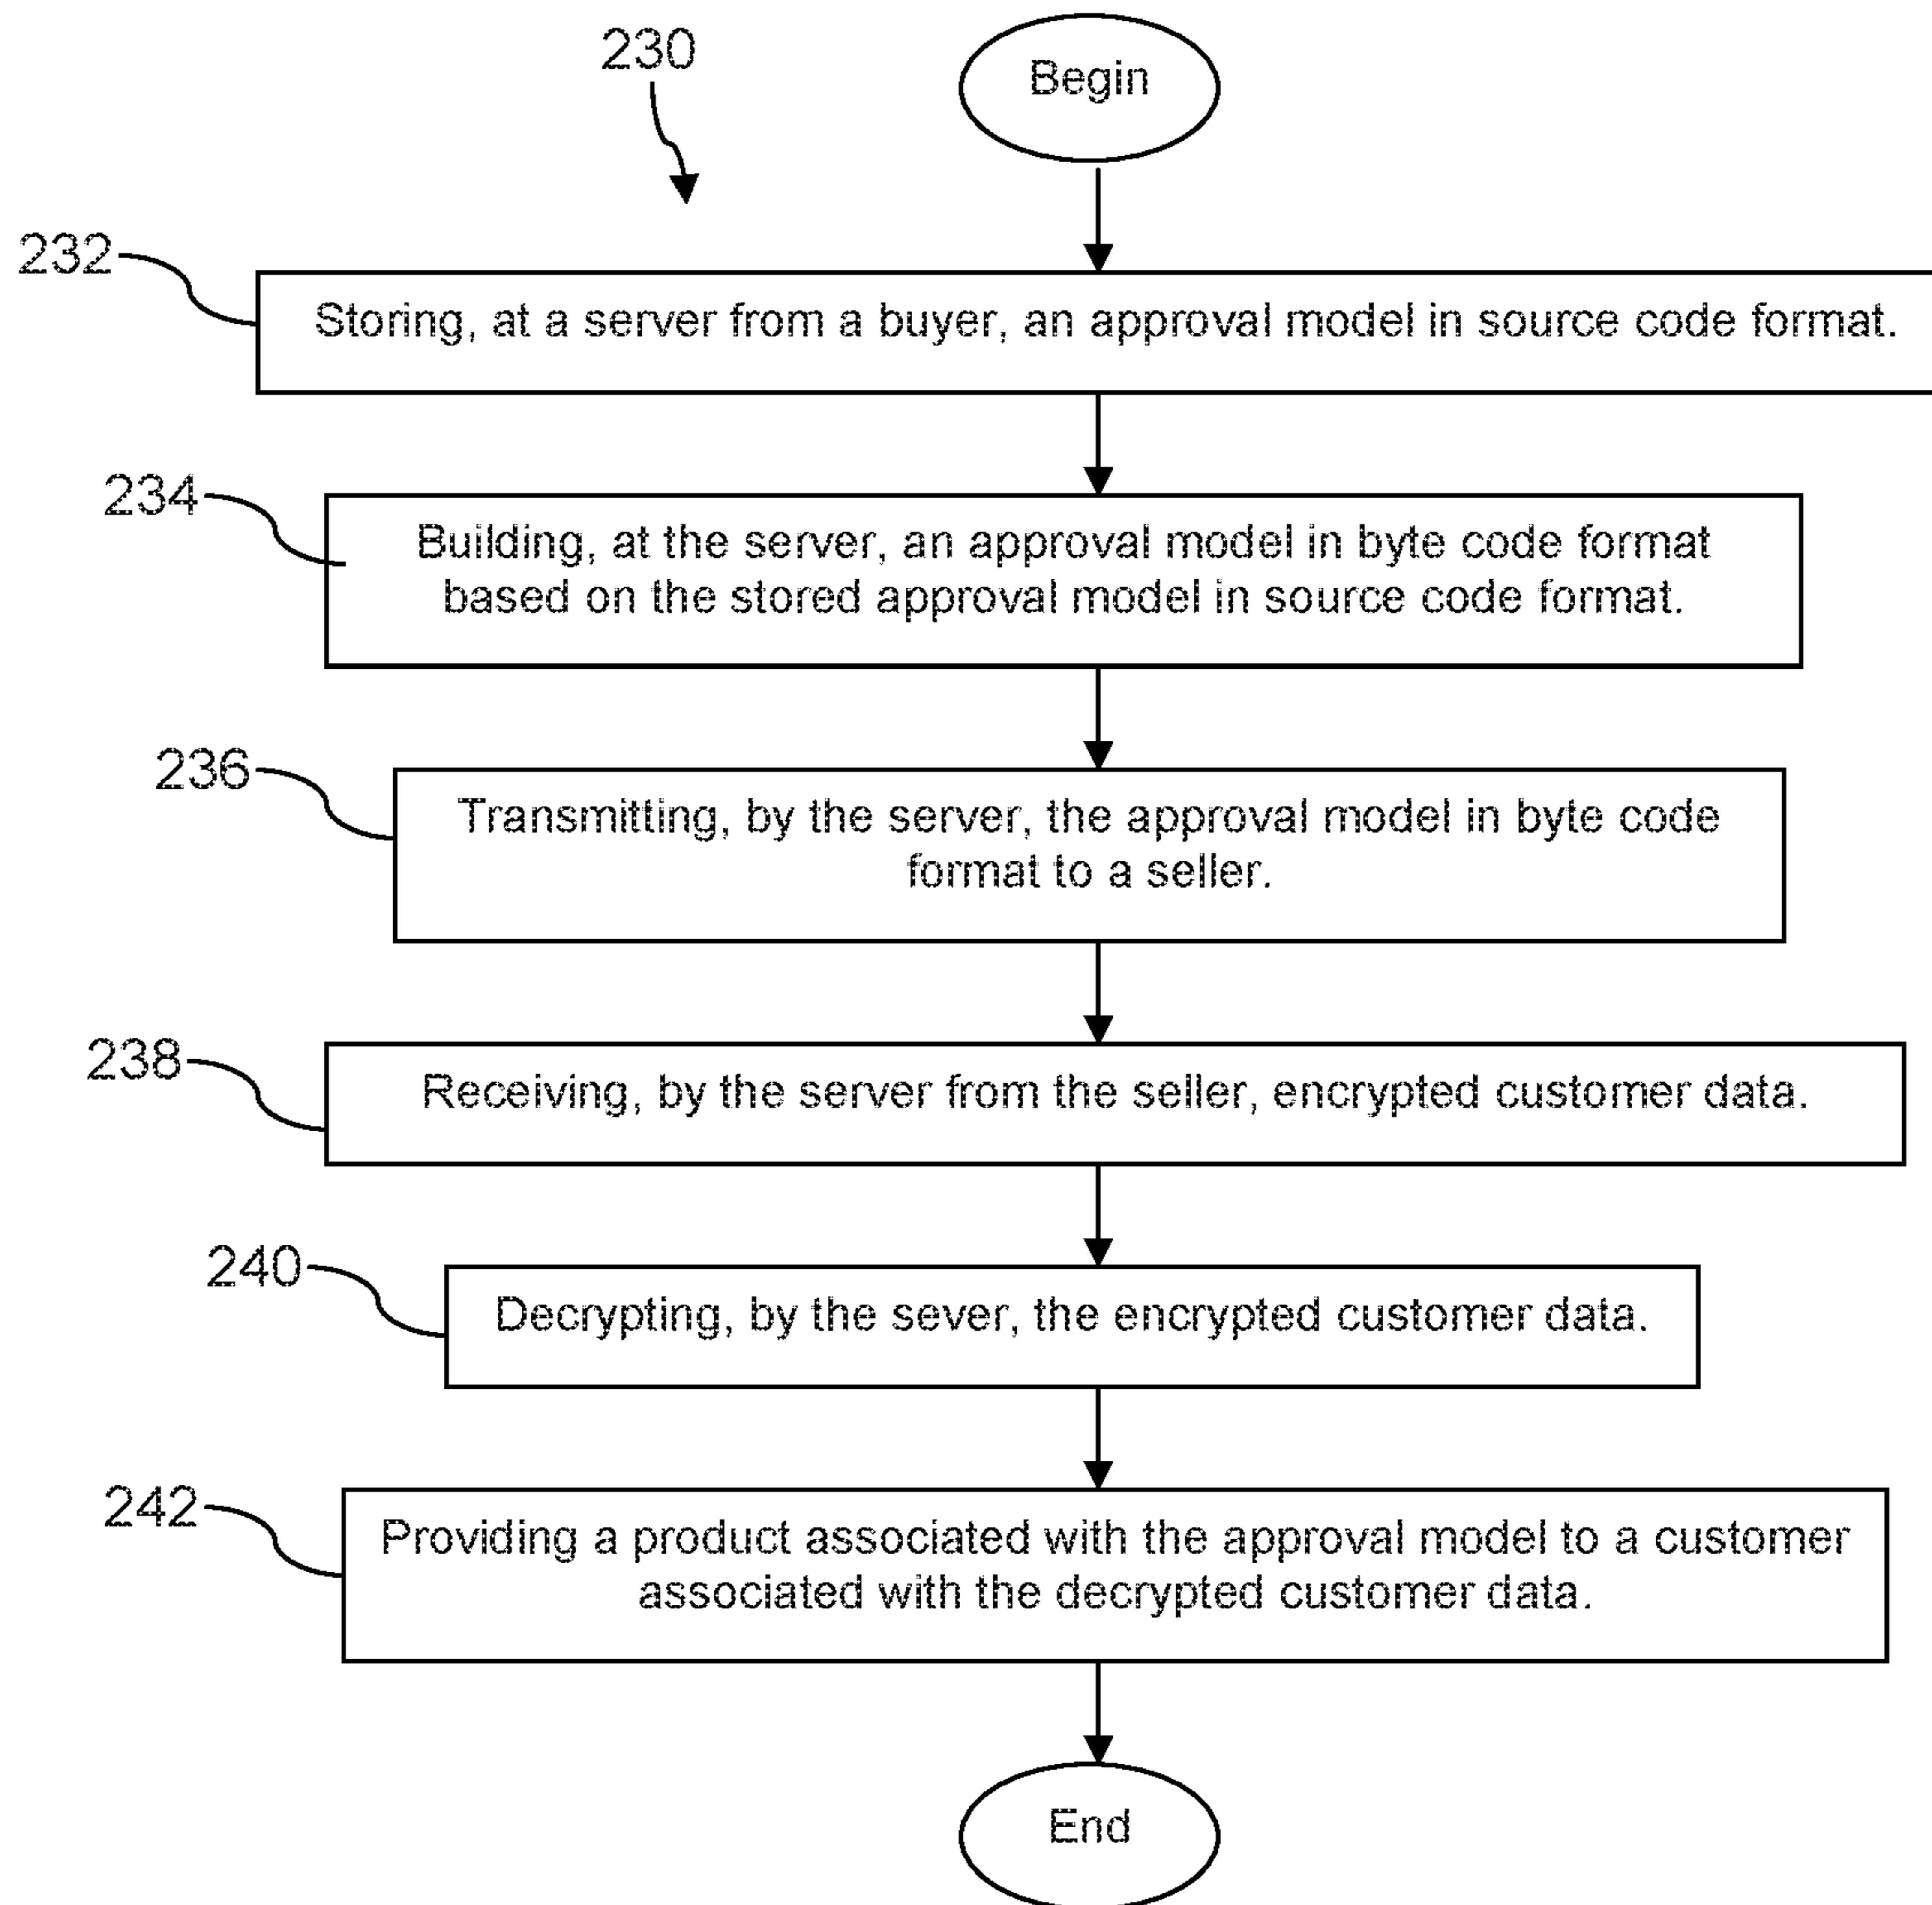 230
Begin
232
Storing, at a server from a buyer, an approval model in source code format.
234
Building, at the server, an approval model in byte code format
based on the stored approval model in source code format.
236
Transmitting, by the server, the approval model in byte code
format to a seller.
238
Receiving, by the server from the seller, encrypted customer data.
240
Decrypting, by the sever, the encrypted customer data.
242
Providing a product associated with the approval model to a customer
associated with the decrypted customer data.
End